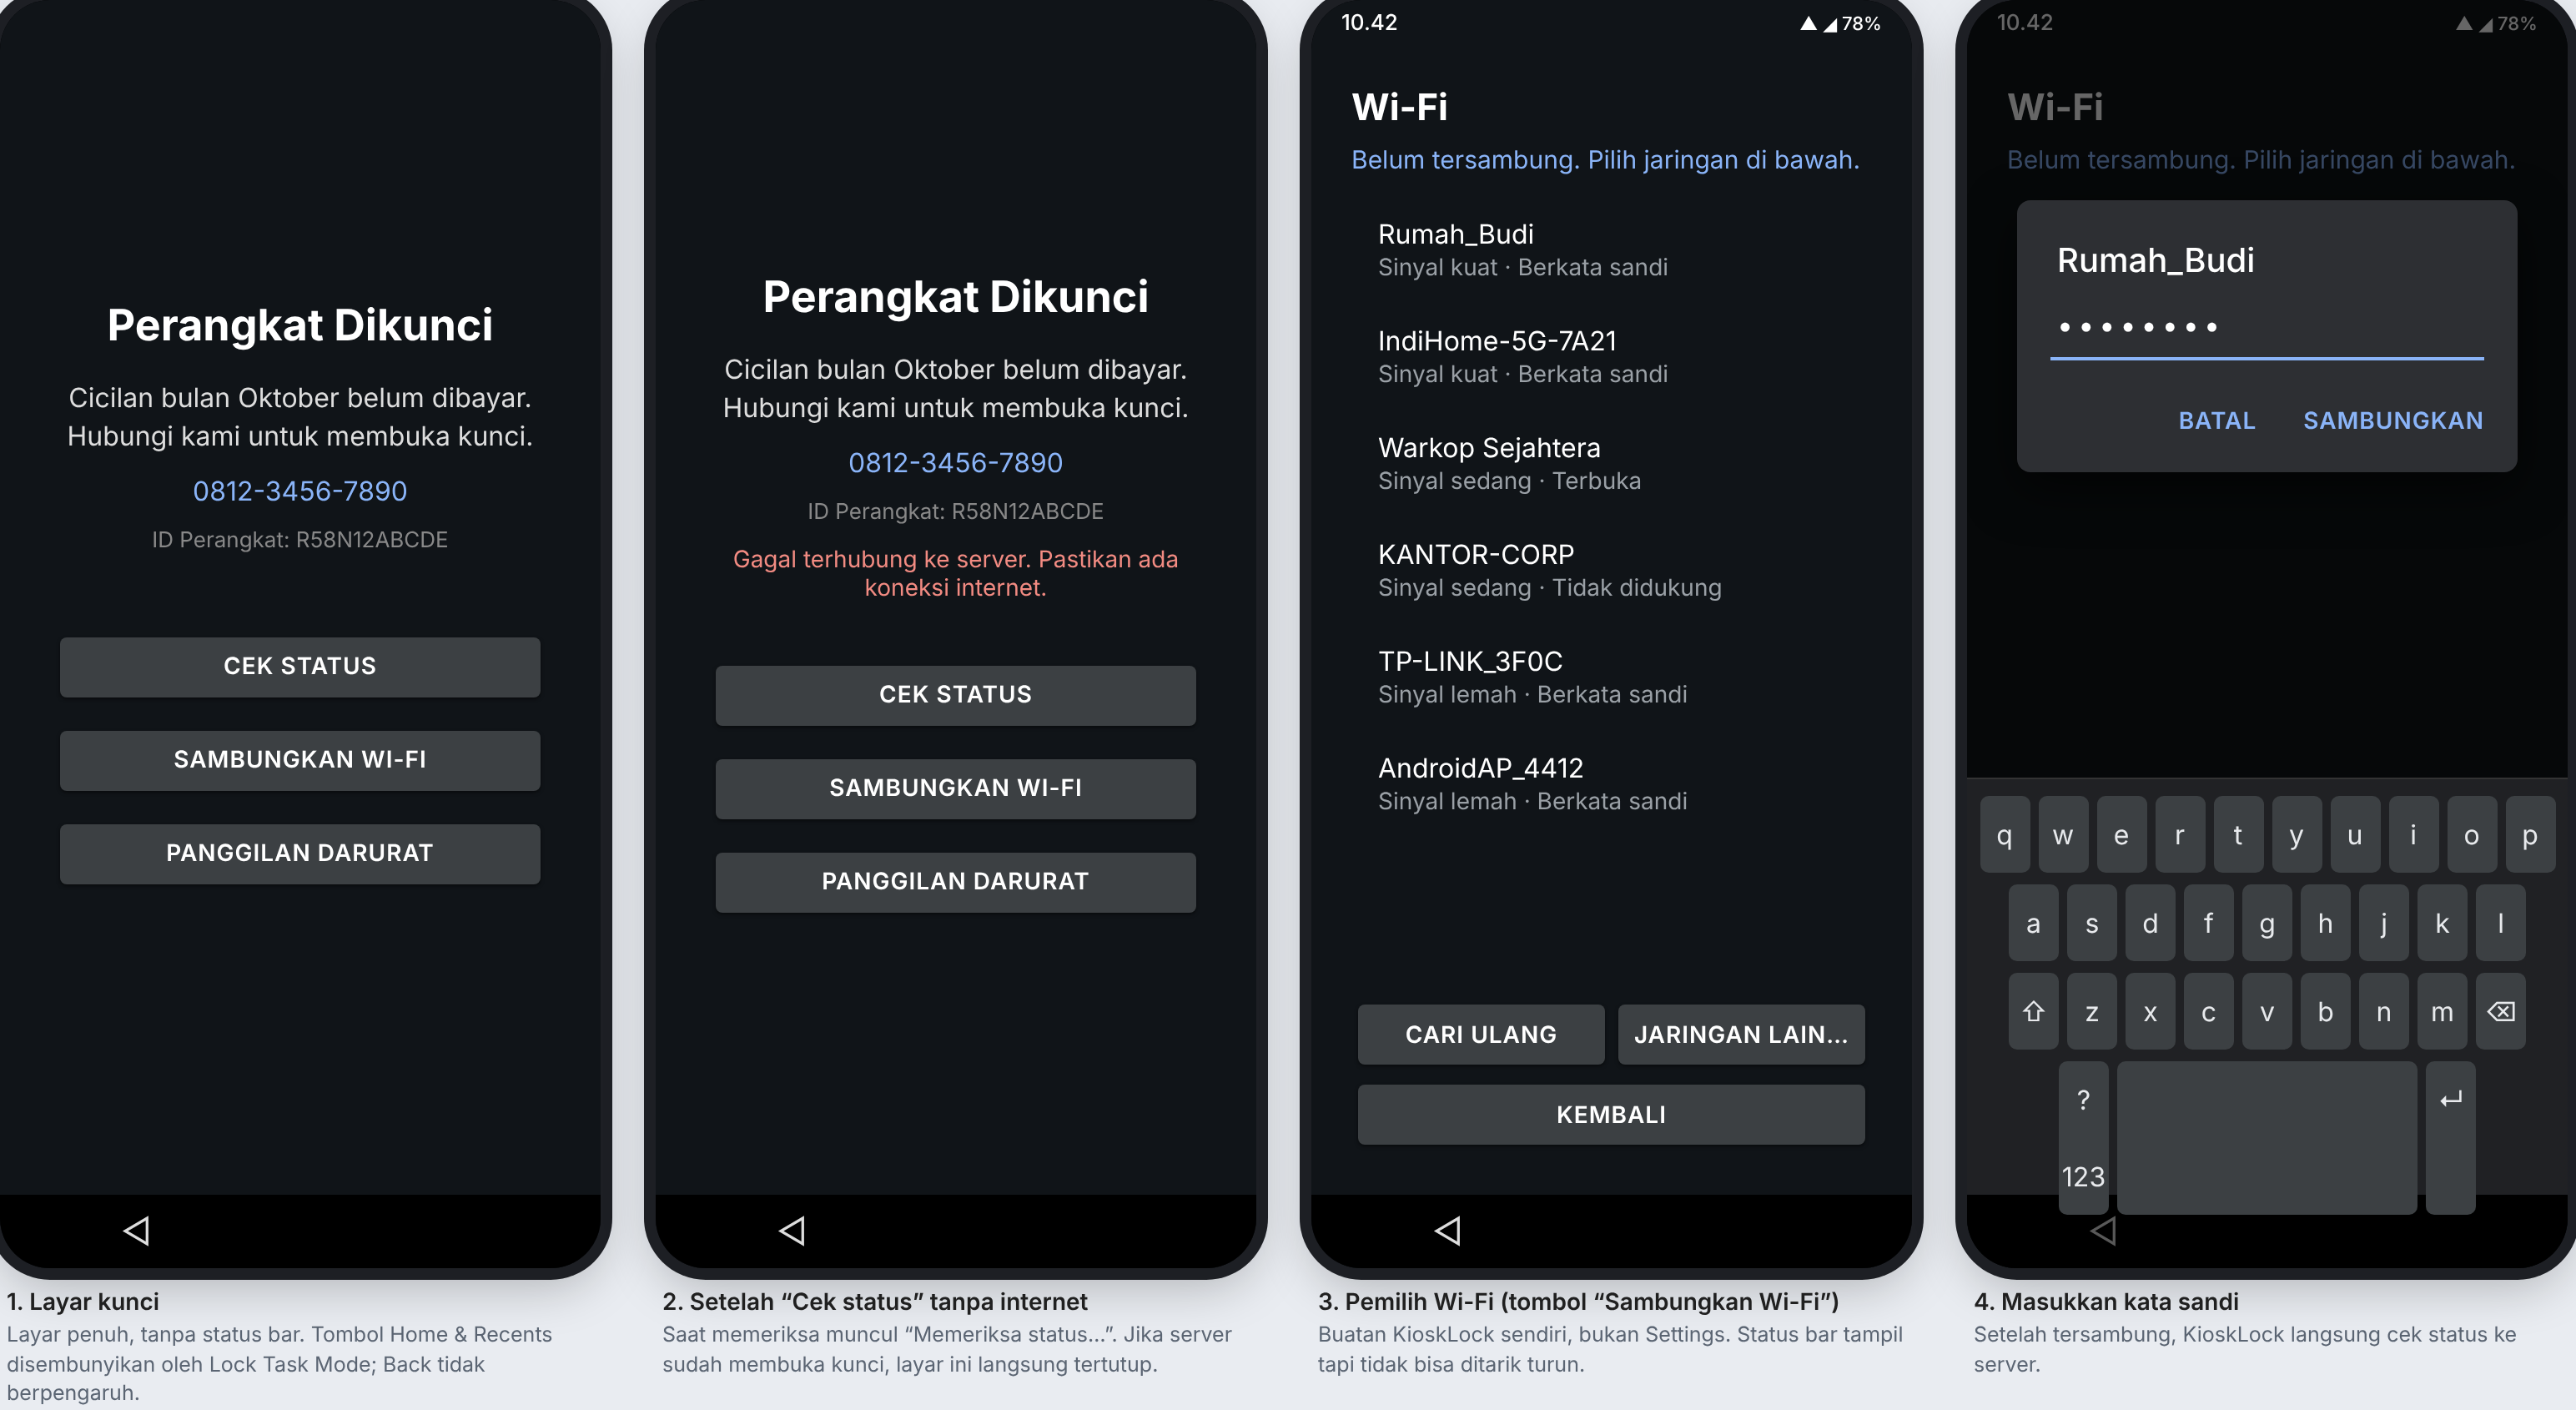 Perangkat Dikunci
Cicilan bulan Oktober belum dibayar.
Hubungi kami untuk membuka kunci.
0812-3456-7890
ID Perangkat: R58N12ABCDE
CEK STATUS
SAMBUNGKAN WI-FI
PANGGILAN DARURAT
1. Layar kunci
Layar penuh, tanpa status bar. Tombol Home & Recents
disembunyikan oleh Lock Task Mode; Back tidak
berpengaruh.
Perangkat Dikunci
Cicilan bulan Oktober belum dibayar.
Hubungi kami untuk membuka kunci.
0812-3456-7890
ID Perangkat: R58N12ABCDE
Gagal terhubung ke server. Pastikan ada
koneksi internet.
CEK STATUS
SAMBUNGKAN WI-FI
PANGGILAN DARURAT
2. Setelah “Cek status” tanpa internet
Saat memeriksa muncul “Memeriksa status...”. Jika server
sudah membuka kunci, layar ini langsung tertutup.
10.42 78%
Wi-Fi
Belum tersambung. Pilih jaringan di bawah.
Rumah_Budi
Sinyal kuat · Berkata sandi
IndiHome-5G-7A21
Sinyal kuat · Berkata sandi
Warkop Sejahtera
Sinyal sedang · Terbuka
KANTOR-CORP
Sinyal sedang · Tidak didukung
TP-LINK_3F0C
Sinyal lemah · Berkata sandi
AndroidAP_4412
Sinyal lemah · Berkata sandi
CARI ULANG JARINGAN LAIN...
KEMBALI
3. Pemilih Wi-Fi (tombol “Sambungkan Wi-Fi”)
Buatan KioskLock sendiri, bukan Settings. Status bar tampil
tapi tidak bisa ditarik turun.
10.42 78%
Wi-Fi
Belum tersambung. Pilih jaringan di bawah.
Rumah_Budi
••••••••
BATAL SAMBUNGKAN
q w e r t y u i o p
a s d f g h j k l
z x c v b n m
?
123
4. Masukkan kata sandi
Setelah tersambung, KioskLock langsung cek status ke
server.